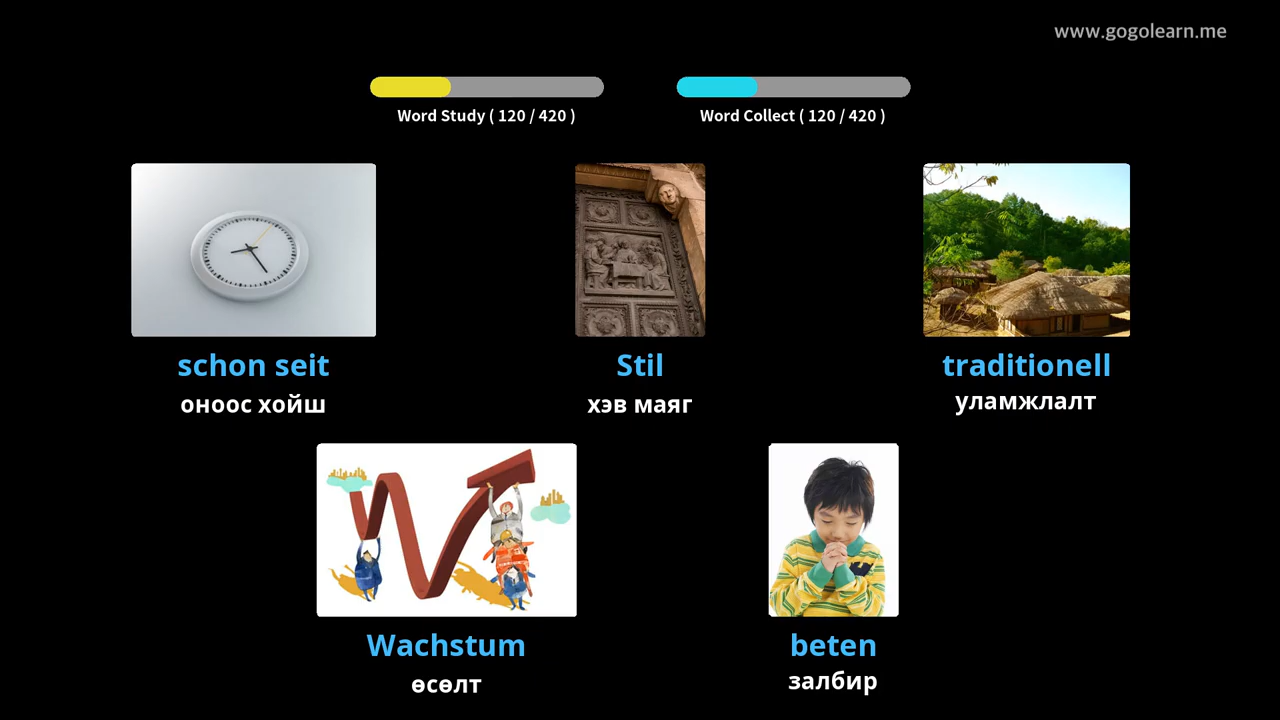 www.gogolearn.me
Word Study ( 120 / 420 )
Word Collect ( 120 / 420 )
schon seit
оноос хойш
Stil
хэв маяг
traditionell
уламжлалт
Wachstum
өсөлт
beten
залбир